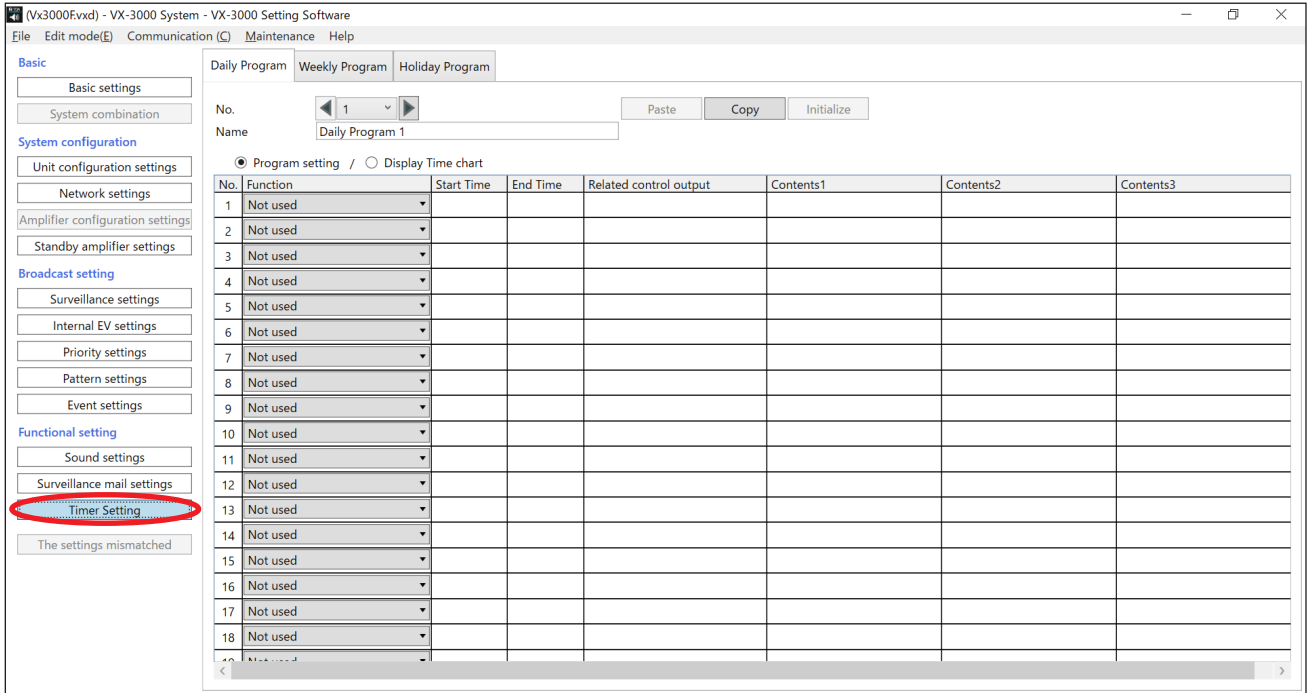 (Vx3000F.vxd) - VX-3000 System - VX-3000 Setting Software
File Edit mode(E) Communication (C) Maintenance Help
Basic
Basic settings
System combination
System configuration
Unit configuration settings
Network settings
Amplifier configuration settings
Standby amplifier settings
Broadcast setting
Surveillance settings
Internal EV settings
Priority settings
Pattern settings
Event settings
Functional setting
Sound settings
Surveillance mail settings
Timer Setting
The settings mismatched
Daily Program Weekly Program Holiday Program
No. 1 Paste Copy Initialize
Name Daily Program 1
Program setting / Display Time chart
No. Function Start Time End Time Related control output Contents1 Contents2 Contents3
1 Not used
2 Not used
3 Not used
4 Not used
5 Not used
6 Not used
7 Not used
8 Not used
9 Not used
10 Not used
11 Not used
12 Not used
13 Not used
14 Not used
15 Not used
16 Not used
17 Not used
18 Not used